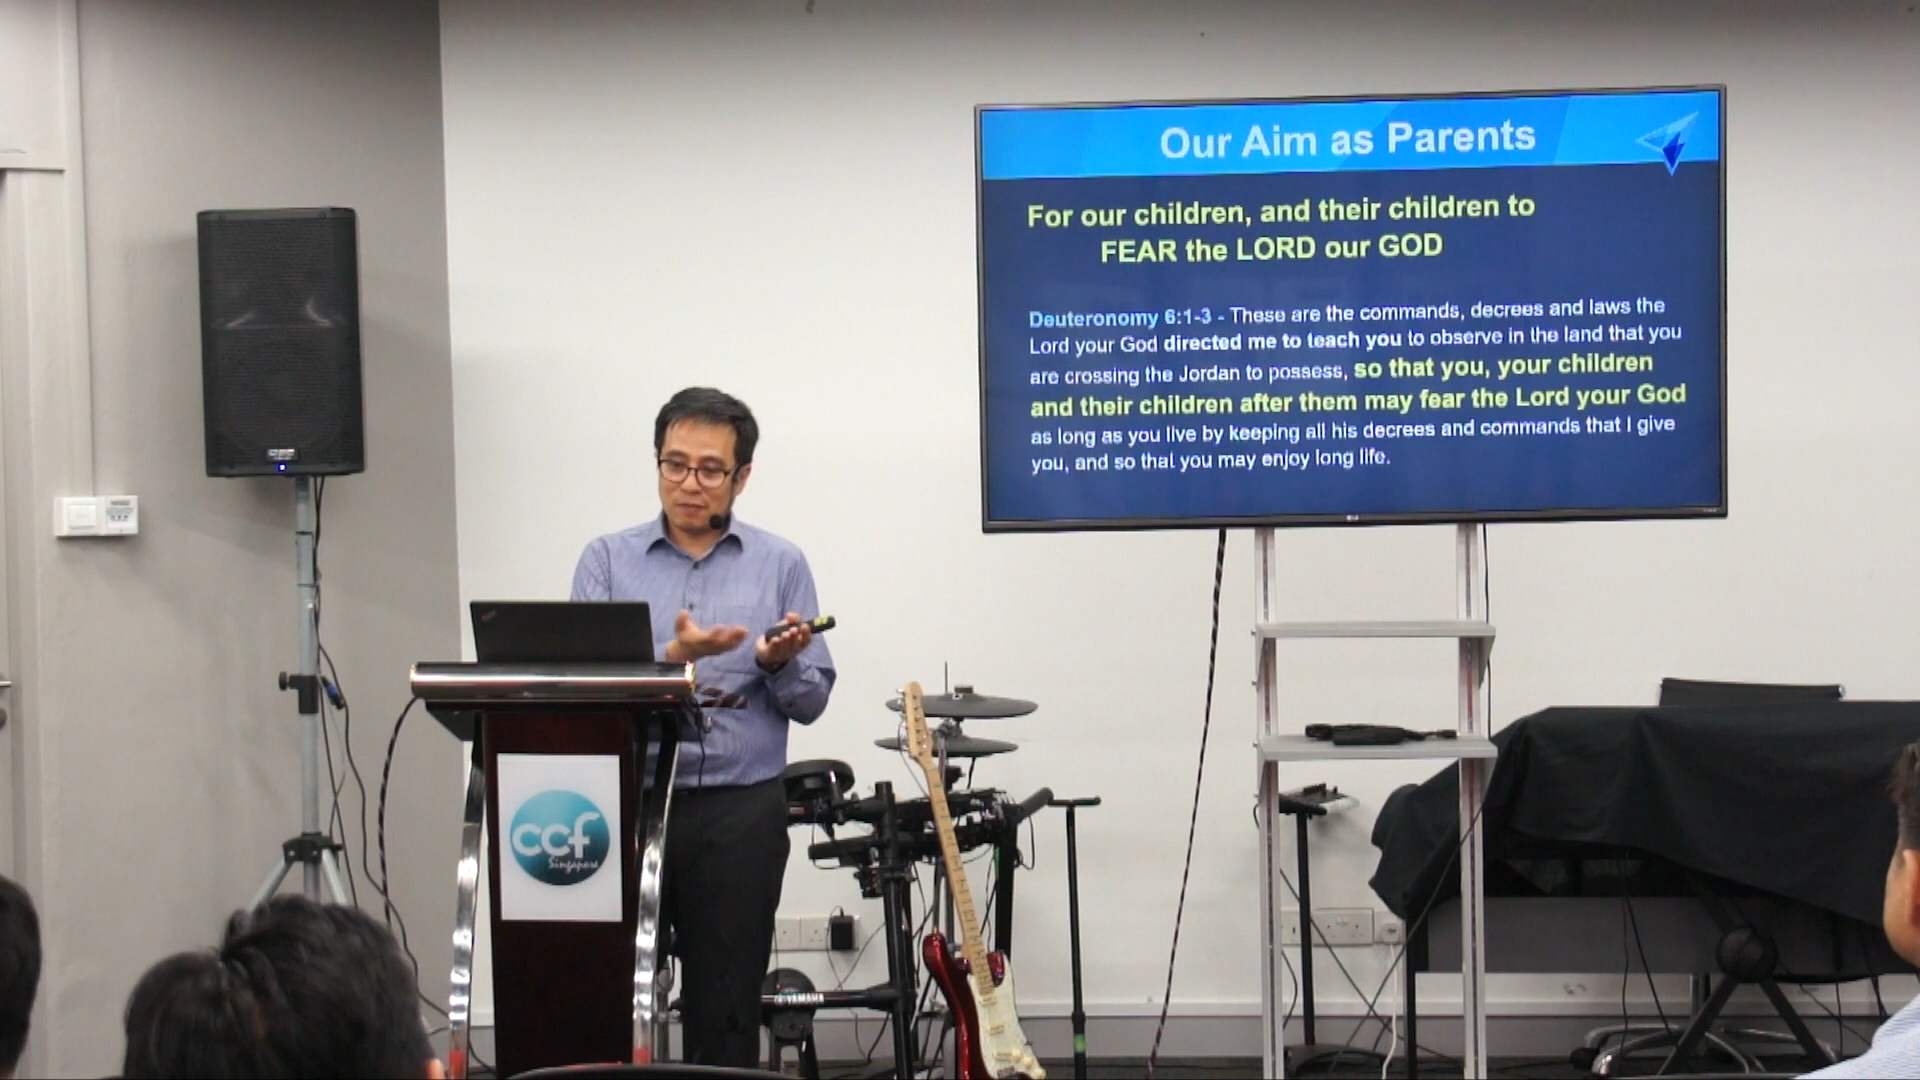 Our Aim as Parents
For our children, and their children to
FEAR the LORD our GOD
Deuteronomy 6:1-3 - These are the commands, decrees and laws the
Lord your God directed me to teach you to observe in the land that you
are crossing the Jordan to possess, so that you, your children
and their children after them may fear the Lord your God
as long as you live by keeping all his decrees and commands that I give
you, and so that you may enjoy long life.
ccf
Singapore
YAMAHA